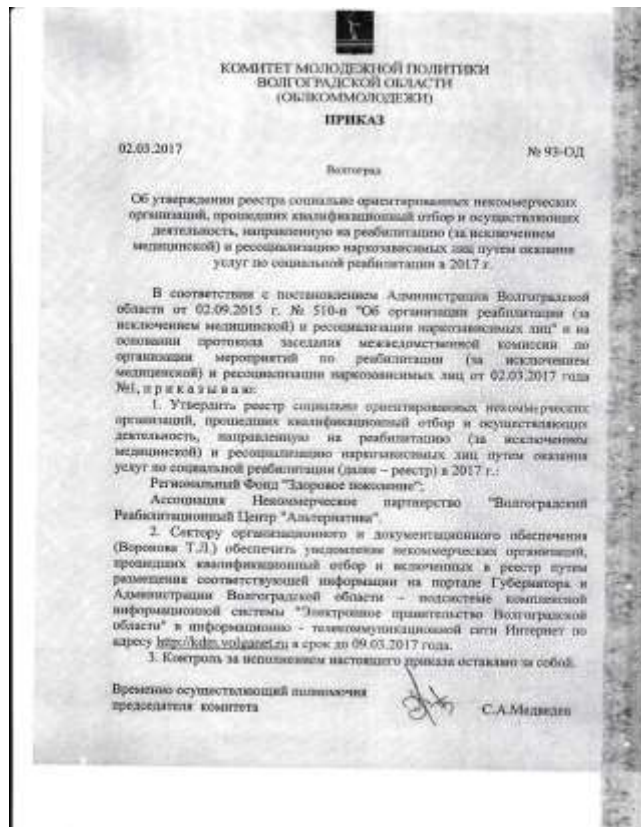 КОМИТЕТ МОЛОДЕЖНОЙ ПОЛИТИКИ
ВОЛГОГРАДСКОЙ ОБЛАСТИ
(ОБЛКОММОЛОДЕЖИ)
ПРИКАЗ
02.03.2017
№ 93-ОД
Волгоград
Об утверждении реестра социально ориентированных некоммерческих
организаций, прошедших квалификационный отбор и осуществляющих
деятельность, направленную на реабилитацию (за исключением
медицинской) и ресоциализацию наркозависимых лиц путем оказания
услуг по социальной реабилитации в 2017 г.
В соответствии с постановлением Администрации Волгоградской
области от 02.09.2015 г. № 510-п "Об организации реабилитации (за
исключением медицинской) и ресоциализации наркозависимых лиц" и на
основании протокола заседания межведомственной комиссии по
организации мероприятий по реабилитации (за исключением
медицинской) и ресоциализации наркозависимых лиц от 02.03.2017 года
№1, п р и к а з ы в а ю:
1. Утвердить реестр социально ориентированных некоммерческих
организаций, прошедших квалификационный отбор и осуществляющих
деятельность, направленную на реабилитацию (за исключением
медицинской) и ресоциализацию наркозависимых лиц путем оказания
услуг по социальной реабилитации (далее – реестр) в 2017 г.:
Региональный Фонд "Здоровое поколение";
Ассоциация Некоммерческое партнерство "Волгоградский
Реабилитационный Центр "Альтернатива".
2. Сектору организационного и документационного обеспечения
(Воронова Т.Л.) обеспечить уведомление некоммерческих организаций,
прошедших квалификационный отбор и включенных в реестр путем
размещения соответствующей информации на портале Губернатора и
Администрации Волгоградской области – подсистеме комплексной
информационной системы "Электронное правительство Волгоградской
области" в информационно - телекоммуникационной сети Интернет по
адресу http://kdm.volganet.ru в срок до 09.03.2017 года.
3. Контроль за исполнением настоящего приказа оставляю за собой.
Временно осуществляющий полномочия
председателя комитета
С.А.Медведев